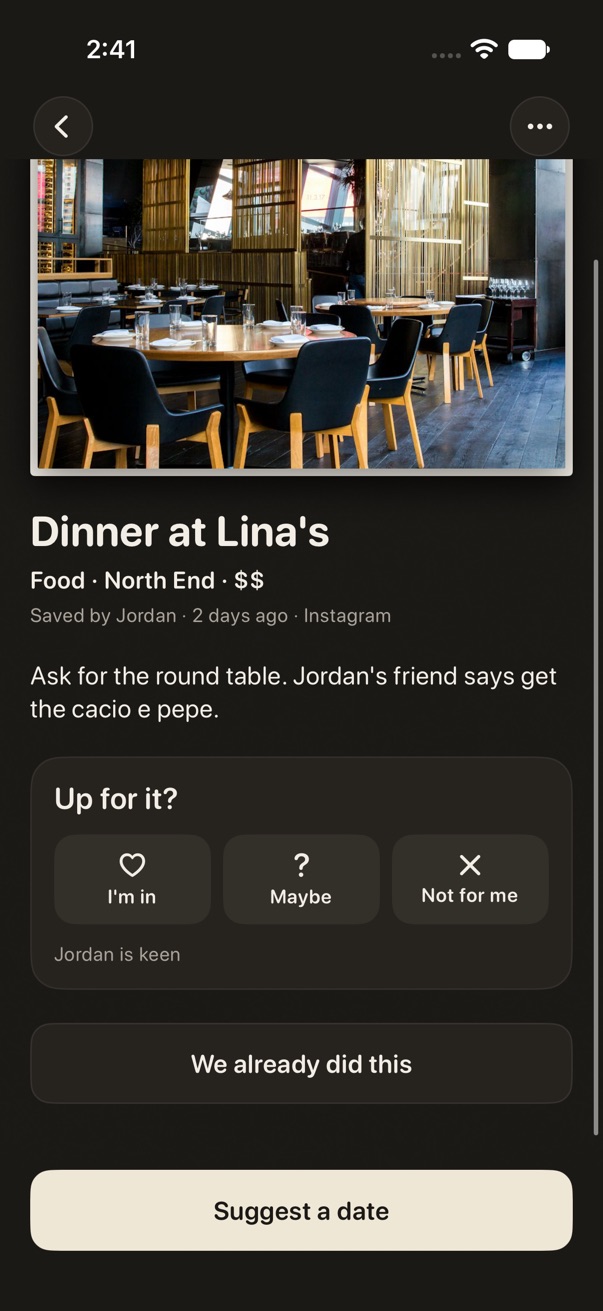 2:41
Dinner at Lina's
Food · North End · $$
Saved by Jordan · 2 days ago · Instagram
Ask for the round table. Jordan's friend says get
the cacio e pepe.
Up for it?
I'm in
?
Maybe
Not for me
Jordan is keen
We already did this
Suggest a date